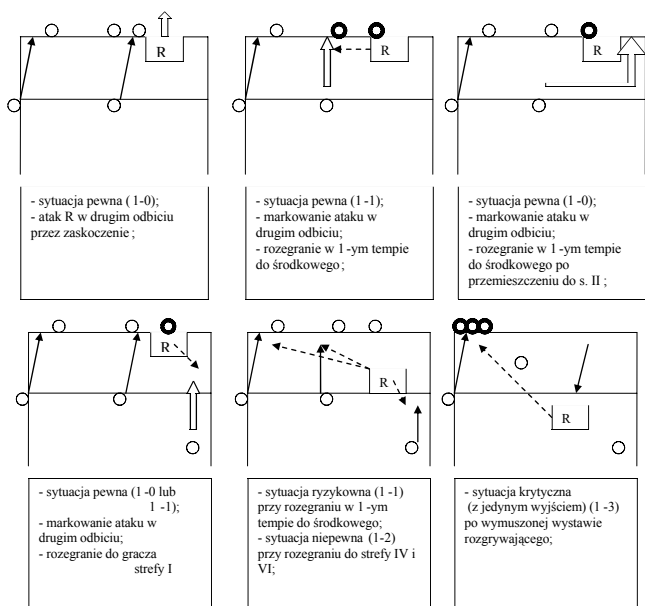 R
R
R
- sytuacja pewna ( 1-0);
- atak R w drugim odbiciu
przez zaskoczenie ;
- sytuacja pewna ( 1-1);
- markowanie ataku w
drugim odbiciu;
- rozegranie w 1 -ym tempie
do środkowego ;
- sytuacja pewna ( 1-0);
- markowanie ataku w
drugim odbiciu;
- rozegranie w 1 -ym tempie
do środkowego po
przemieszczeniu do s. II ;
R
R
R
- sytuacja pewna (1 -0 lub
1 -1);
- markowanie ataku w
drugim odbiciu;
- rozegranie do gracza
strefy I
- sytuacja ryzykowna (1 -1)
przy rozegraniu w 1 -ym
tempie do środkowego;
- sytuacja niepewna (1-2)
przy rozegraniu do strefy IV i
VI;
- sytuacja krytyczna
(z jedynym wyjściem) (1 -3)
po wymuszonej wystawie
rozgrywającego;